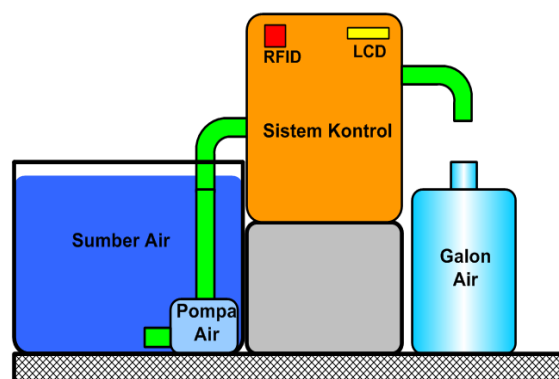 RFID
LCD
Sistem Kontrol
Sumber Air
Pompa
Air
Galon
Air